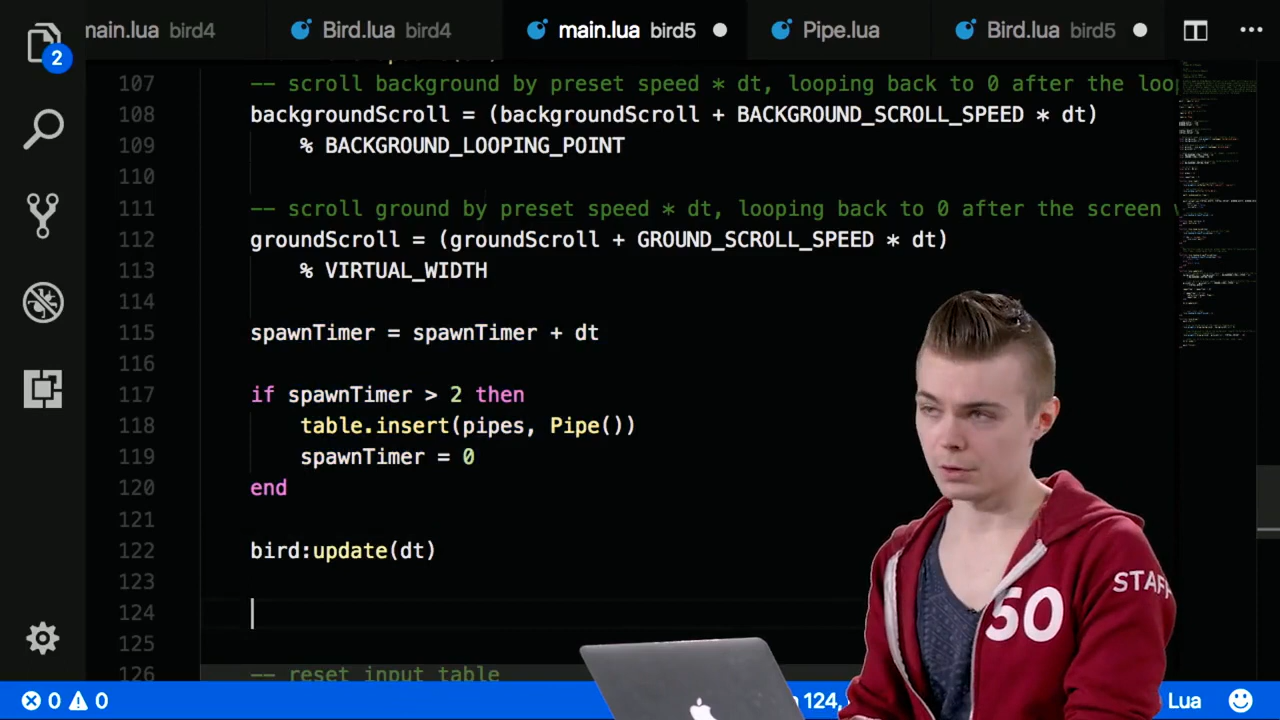 main.lua bird4
Bird.lua bird4
main.lua bird5
Pipe.lua
Bird.lua bird5
2
107 -- scroll background by preset speed * dt, looping back to 0 after the loop
108 backgroundScroll = (backgroundScroll + BACKGROUND_SCROLL_SPEED * dt)
109 % BACKGROUND_LOOPING_POINT
110
111 -- scroll ground by preset speed * dt, looping back to 0 after the screen
112 groundScroll = (groundScroll + GROUND_SCROLL_SPEED * dt)
113 % VIRTUAL_WIDTH
114
115 spawnTimer = spawnTimer + dt
116
117 if spawnTimer > 2 then
118 table.insert(pipes, Pipe())
119 spawnTimer = 0
120 end
121
122 bird:update(dt)
123
124
125
126 -- reset input table
STAFF
50
0 0
124,
Lua